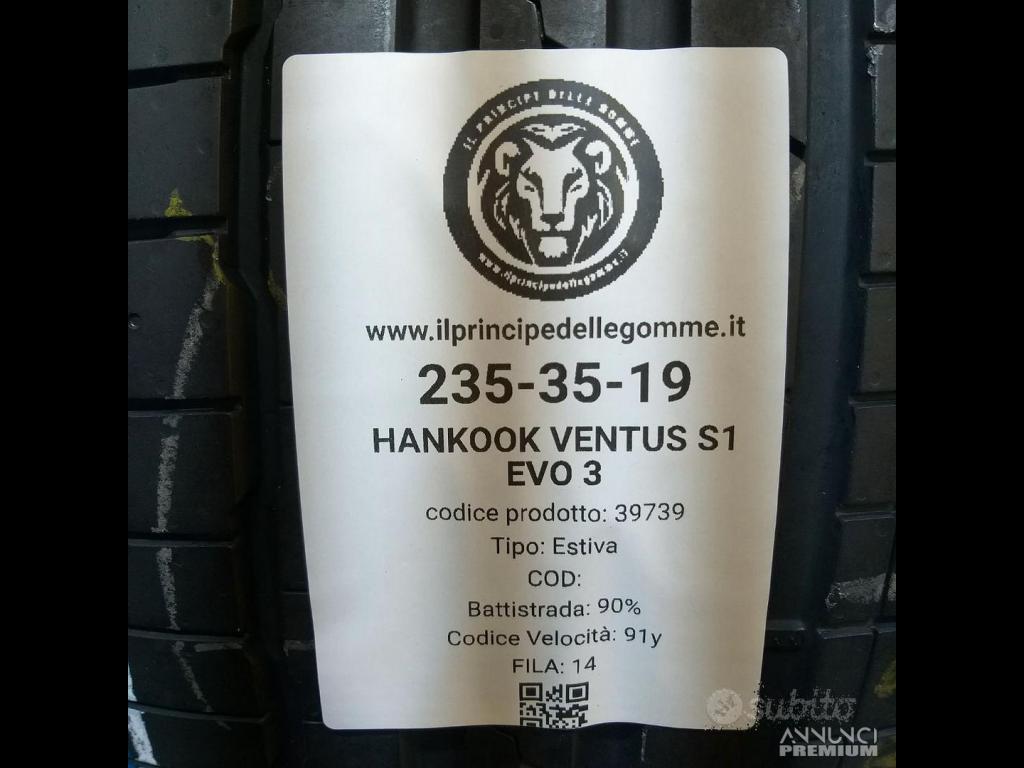 IL PRINCIPE DELLE GOMME
www.ilprincipedellegomme.it
www.ilprincipedellegomme.it
235-35-19
HANKOOK VENTUS S1
EVO 3
codice prodotto: 39739
Tipo: Estiva
COD:
Battistrada: 90%
Codice Velocità: 91y
FILA: 14
subito
ANNUNCI
PREMIUM